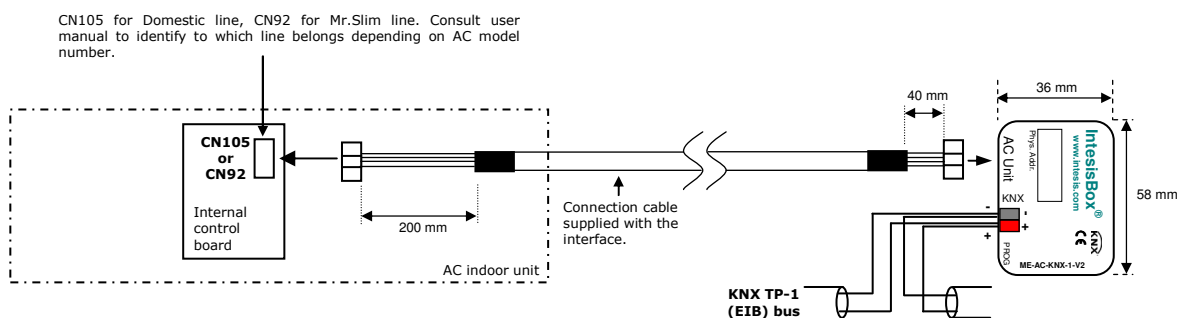 CN105 for Domestic line, CN92 for Mr.Slim line. Consult user
manual to identify to which line belongs depending on AC model
number.
36 mm
40 mm
CN105
or
CN92
Internal
control
board
200 mm
AC indoor unit
Connection cable
supplied with the
interface.
AC Unit
Phys. Addr.
IntesisBox®
www.intesis.com
58 mm
KNX
- -
+ +
PROG
CE
KNX
ME-AC-KNX-1-V2
KNX TP-1
(EIB) bus